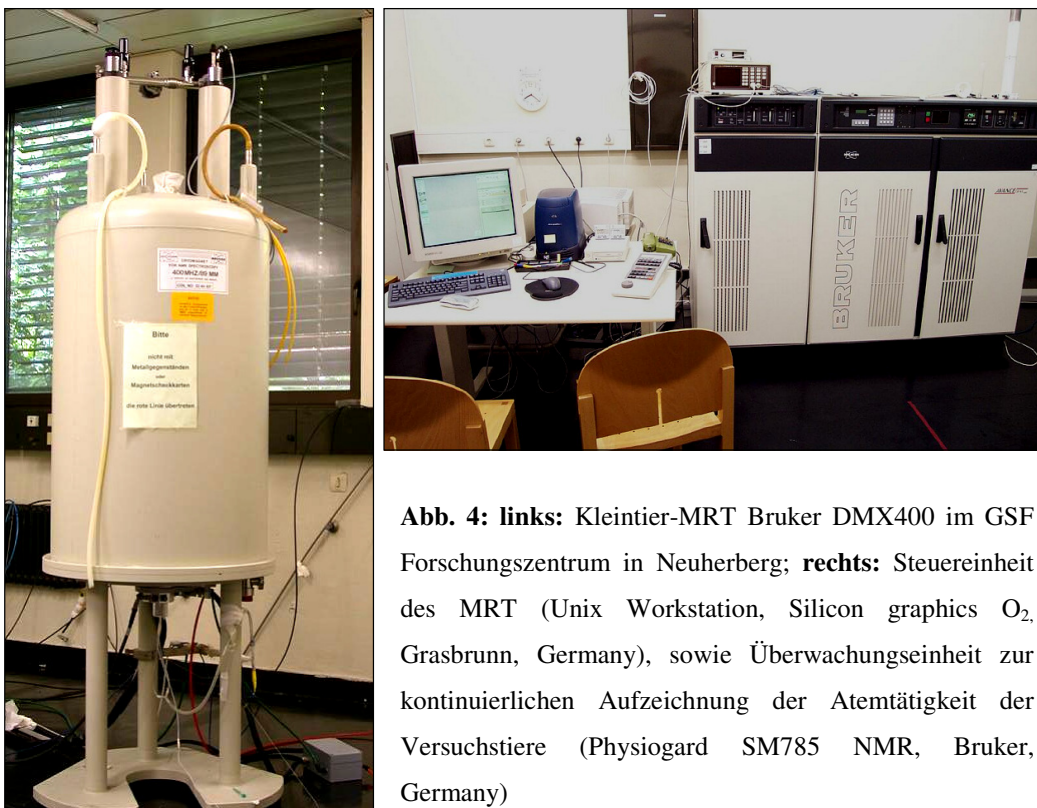 400MHZ/89 MM
Bitte
nicht mit
Metallgegenständen
oder
Magnetscheckkarten
die rote Linie übertreten
BRUKER
AVANCE
Abb. 4: links: Kleintier-MRT Bruker DMX400 im GSF
Forschungszentrum in Neuherberg; rechts: Steuereinheit
des MRT (Unix Workstation, Silicon graphics O2,
Grasbrunn, Germany), sowie Überwachungseinheit zur
kontinuierlichen Aufzeichnung der Atemtätigkeit der
Versuchstiere (Physiogard SM785 NMR, Bruker,
Germany)